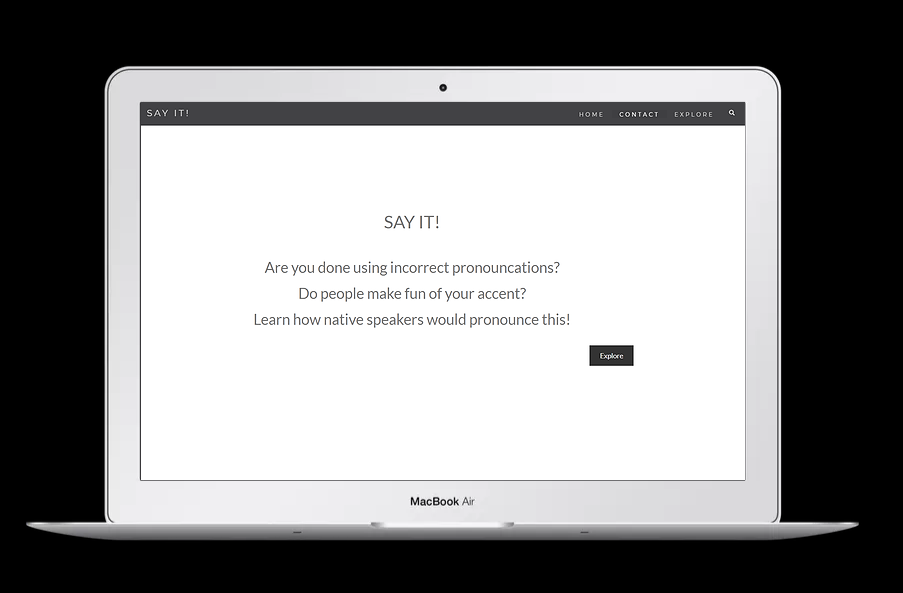 SAY IT!
HOME CONTACT EXPLORE
SAY IT!
Are you done using incorrect pronouncations?
Do people make fun of your accent?
Learn how native speakers would pronounce this!
Explore
MacBook Air